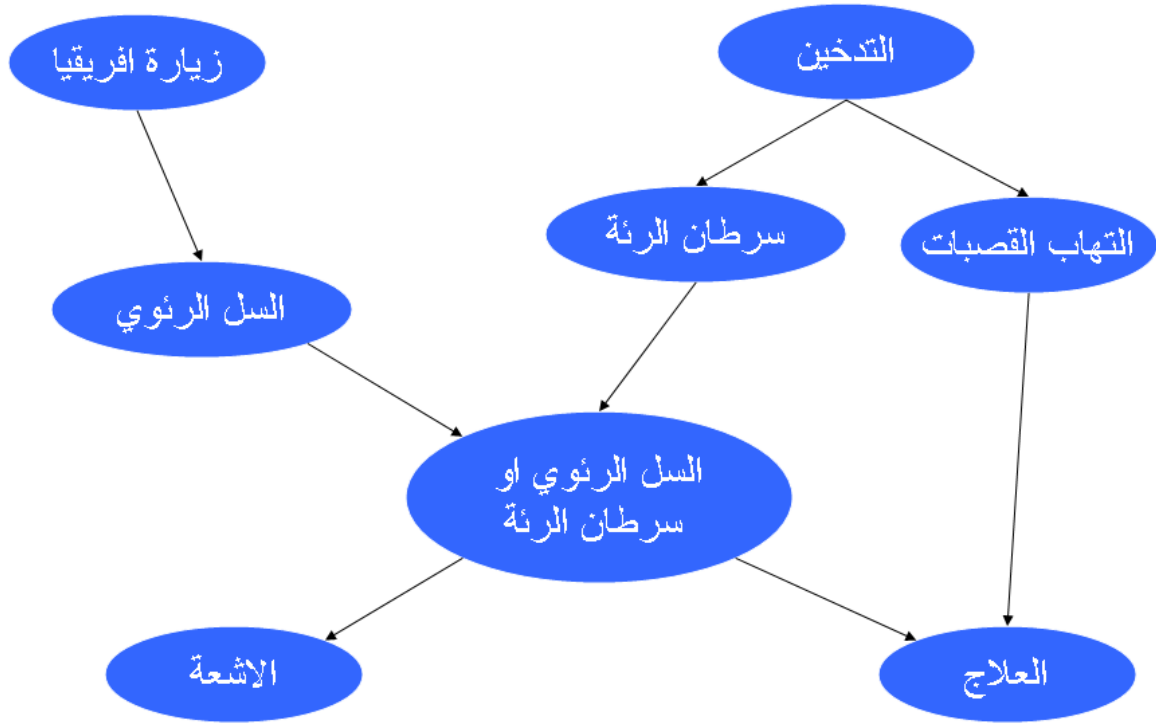 زيارة افريقيا
التدخين
سرطان الرئة
التهاب القصبات
السل الرئوي
السل الرئوي او
سرطان الرئة
الاشعة
العلاج